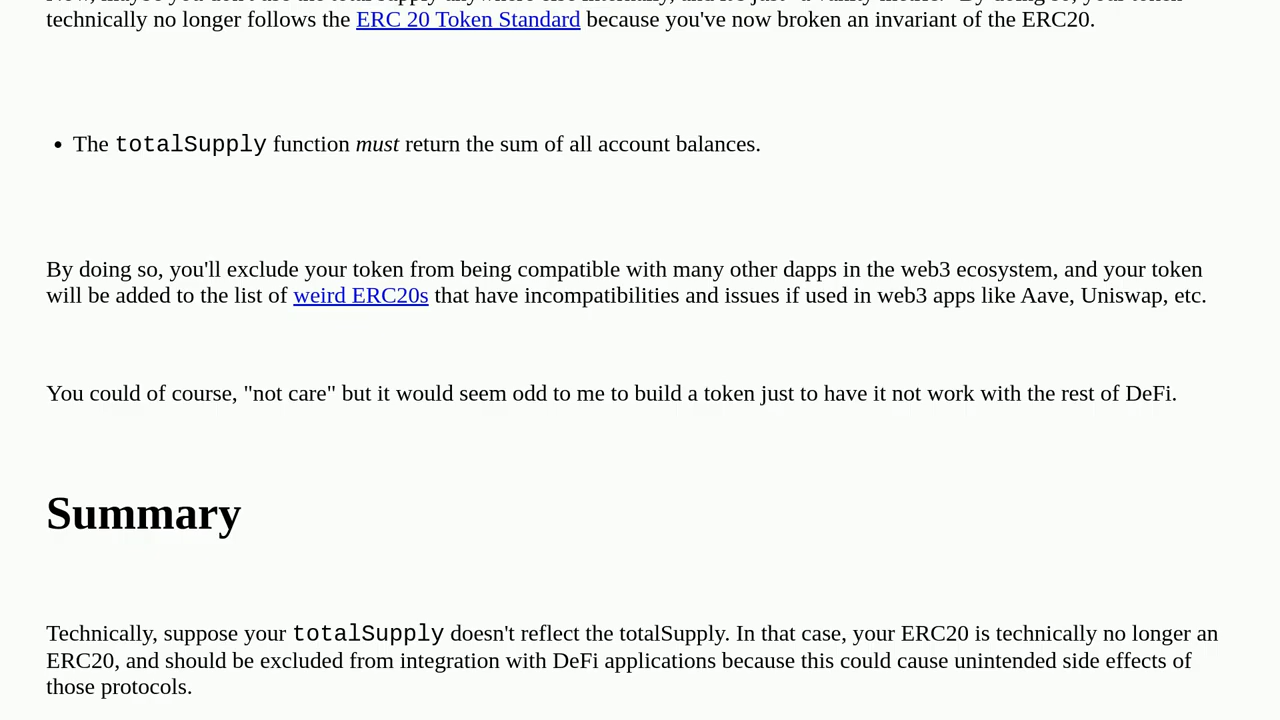 technically no longer follows the ERC 20 Token Standard because you've now broken an invariant of the ERC20.
• The totalSupply function must return the sum of all account balances.
By doing so, you'll exclude your token from being compatible with many other dapps in the web3 ecosystem, and your token
will be added to the list of weird ERC20s that have incompatibilities and issues if used in web3 apps like Aave, Uniswap, etc.
You could of course, "not care" but it would seem odd to me to build a token just to have it not work with the rest of DeFi.
Summary
Technically, suppose your totalSupply doesn't reflect the totalSupply. In that case, your ERC20 is technically no longer an
ERC20, and should be excluded from integration with DeFi applications because this could cause unintended side effects of
those protocols.